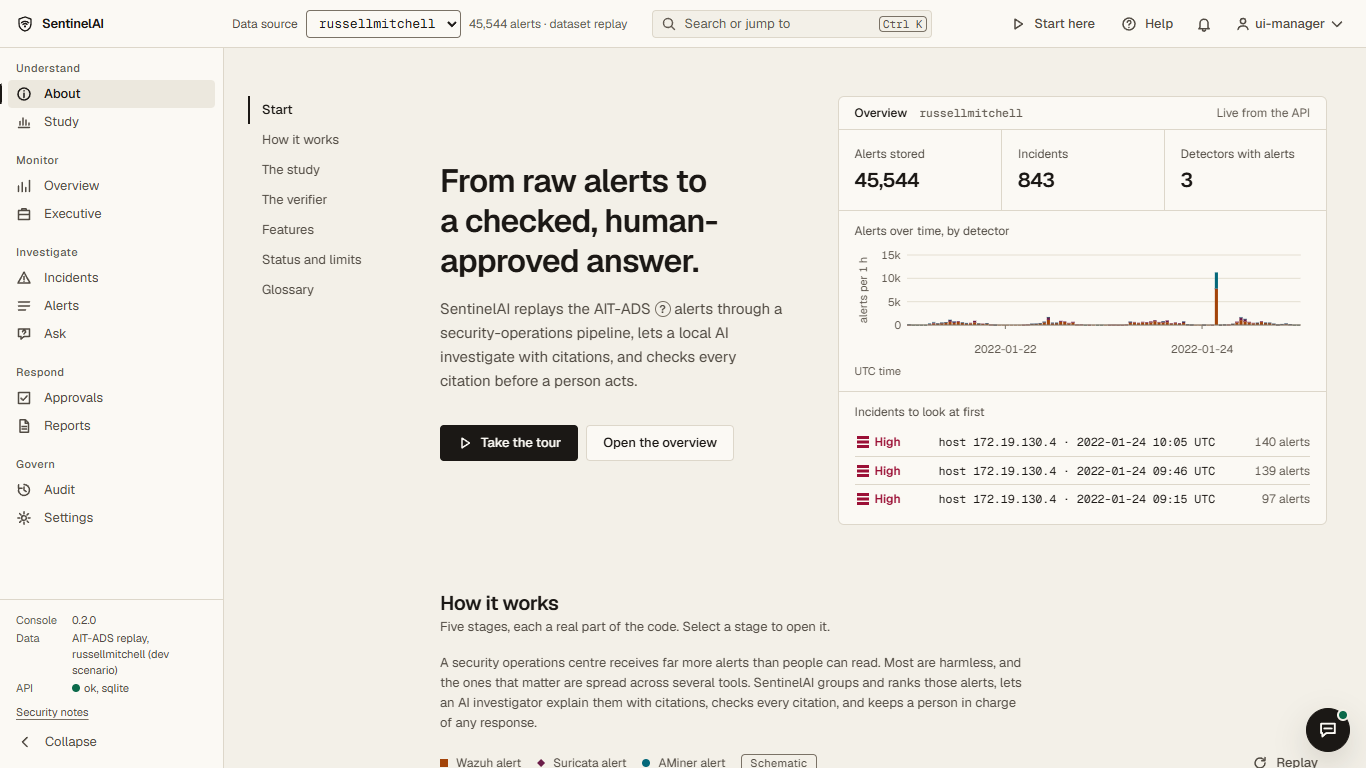 SentinelAI
Data source
russellmitchell
45,544 alerts · dataset replay
Search or jump to
Ctrl K
Start here
Help
ui-manager
Understand
About
Study
Monitor
Overview
Executive
Investigate
Incidents
Alerts
Ask
Respond
Approvals
Reports
Govern
Audit
Settings
Console 0.2.0
Data AIT-ADS replay,
russellmitchell (dev
scenario)
API ok, sqlite
Security notes
Collapse
Start
How it works
The study
The verifier
Features
Status and limits
Glossary
From raw alerts to
a checked, human-
approved answer.
SentinelAI replays the AIT-ADS ? alerts through a
security-operations pipeline, lets a local AI
investigate with citations, and checks every
citation before a person acts.
Take the tour
Open the overview
Overview russellmitchell Live from the API
Alerts stored
45,544
Incidents
843
Detectors with alerts
3
Alerts over time, by detector
alerts per 1 h
15k
10k
5k
0
2022-01-22
2022-01-24
UTC time
Incidents to look at first
High host 172.19.130.4 · 2022-01-24 10:05 UTC 140 alerts
High host 172.19.130.4 · 2022-01-24 09:46 UTC 139 alerts
High host 172.19.130.4 · 2022-01-24 09:15 UTC 97 alerts
How it works
Five stages, each a real part of the code. Select a stage to open it.
A security operations centre receives far more alerts than people can read. Most are harmless, and
the ones that matter are spread across several tools. SentinelAI groups and ranks those alerts, lets
an AI investigator explain them with citations, checks every citation, and keeps a person in charge
of any response.
Wazuh alert
Suricata alert
AMiner alert
Schematic
Replay